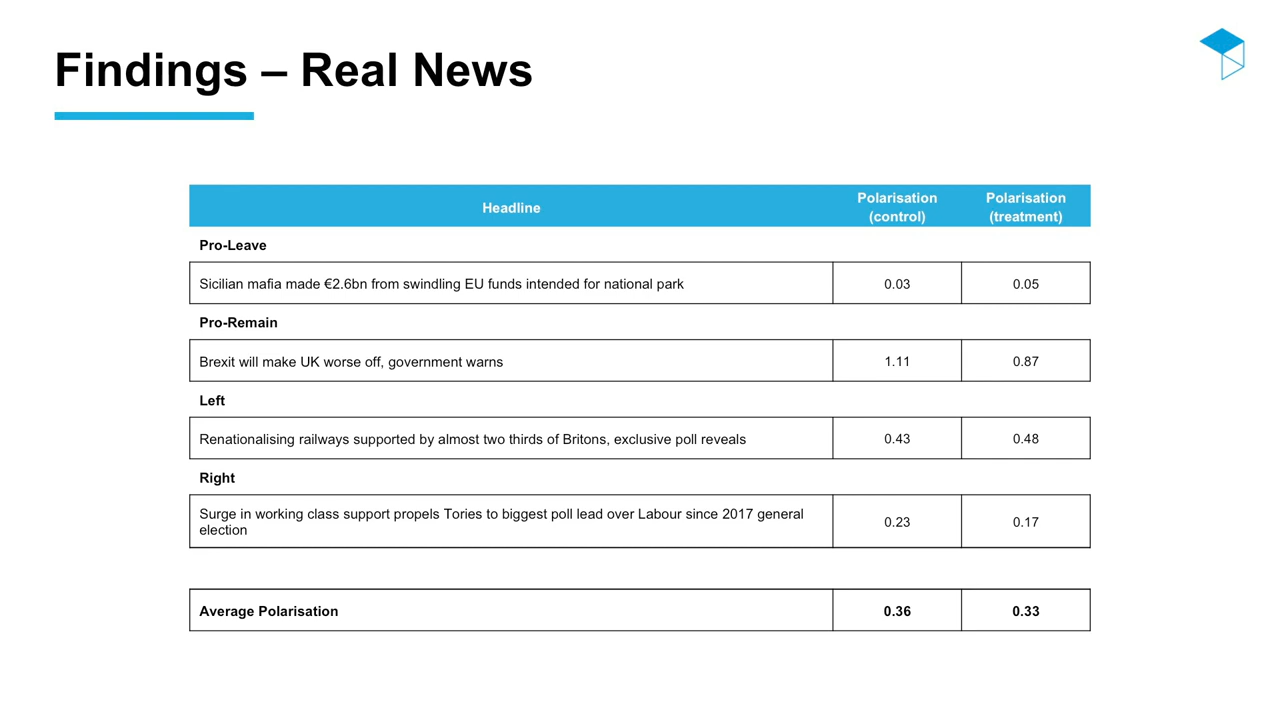 Findings – Real News
Headline
Polarisation
(control)
Polarisation
(treatment)
Pro-Leave
Sicilian mafia made €2.6bn from swindling EU funds intended for national park
0.03
0.05
Pro-Remain
Brexit will make UK worse off, government warns
1.11
0.87
Left
Renationalising railways supported by almost two thirds of Britons, exclusive poll reveals
0.43
0.48
Right
Surge in working class support propels Tories to biggest poll lead over Labour since 2017 general
election
0.23
0.17
Average Polarisation
0.36
0.33